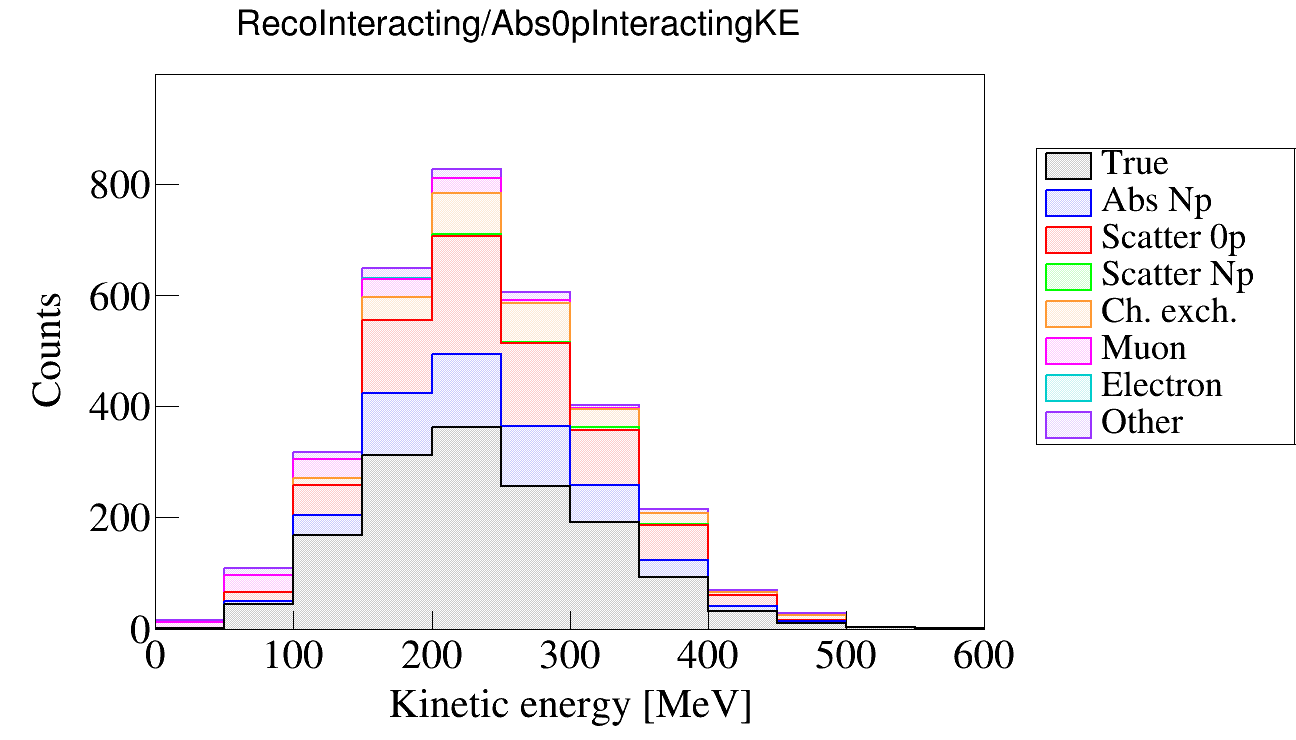 RecoInteracting/Abs0pInteractingKE
800
600
400
200
0
Counts
0 100 200 300 400 500 600
Kinetic energy [MeV]
True
Abs Np
Scatter 0p
Scatter Np
Ch. exch.
Muon
Electron
Other